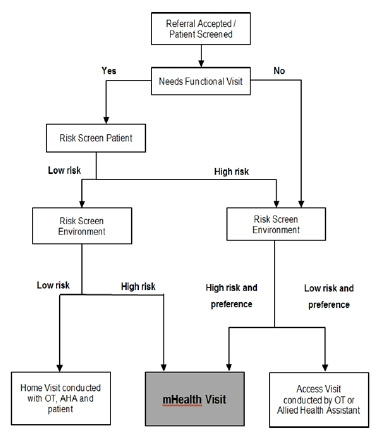 Referral Accepted /
Patient Screened
Yes
No
Needs Functional Visit
Risk Screen Patient
Low risk
High risk
Risk Screen
Environment
Risk Screen
Environment
Low risk
High risk
High risk and
preference
Low risk and
preference
Home Visit conducted
with OT, AHA and
patient
mHealth Visit
Access Visit
conducted by OT or
Allied Health Assistant